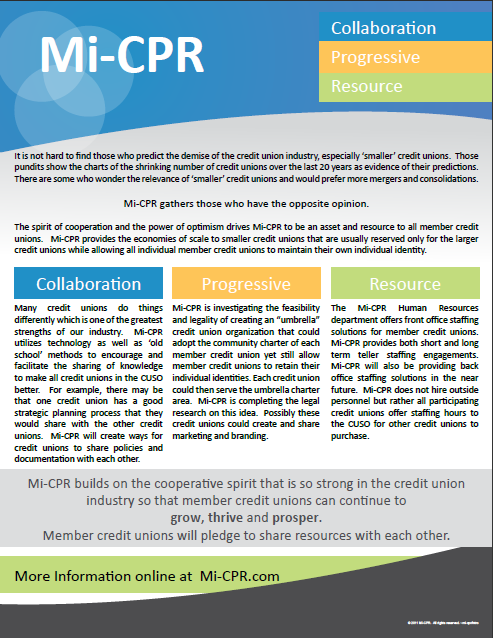 Mi-CPR
Collaboration
Progressive
Resource
It is not hard to find those who predict the demise of the credit union industry, especially 'smaller' credit unions. Those
pundits show the charts of the shrinking number of credit unions over the last 20 years as evidence of their predictions.
There are some who wonder the relevance of 'smaller' credit unions and would prefer more mergers and consolidations.
Mi-CPR gathers those who have the opposite opinion.
The spirit of cooperation and the power of optimism drives Mi-CPR to be an asset and resource to all member credit
unions. Mi-CPR provides the economies of scale to smaller credit unions that are usually reserved only for the larger
credit unions while allowing all individual member credit unions to maintain their own individual identity.
Collaboration
Many credit unions do things
differently which is one of the greatest
strengths of our industry. Mi-CPR
utilizes technology as well as 'old
school' methods to encourage and
facilitate the sharing of knowledge
to make all credit unions in the CUSO
better. For example, there may be
that one credit union has a good
strategic planning process that they
would share with the other credit
unions. Mi-CPR will create ways for
credit unions to share policies and
documentation with each other.
Progressive
Mi-CPR is investigating the feasibility
and legality of creating an "umbrella"
credit union organization that could
adopt the community charter of each
member credit union yet still allow
member credit unions to retain their
individual identities. Each credit union
could then serve the umbrella charter
area. Mi-CPR is completing the legal
research on this idea. Possibly these
credit unions could create and share
marketing and branding.
Resource
The Mi-CPR Human Resources
department offers front office staffing
solutions for member credit unions.
Mi-CPR provides both short and long
term teller staffing engagements.
Mi-CPR will also be providing back
office staffing solutions in the near
future. Mi-CPR does not hire outside
personnel but rather all participating
credit unions offer staffing hours to
the CUSO for other credit unions to
purchase.
Mi-CPR builds on the cooperative spirit that is so strong in the credit union
industry so that member credit unions can continue to
grow, thrive and prosper.
Member credit unions will pledge to share resources with each other.
More Information online at Mi-CPR.com
© 2011 Mi-CPR. All rights reserved.